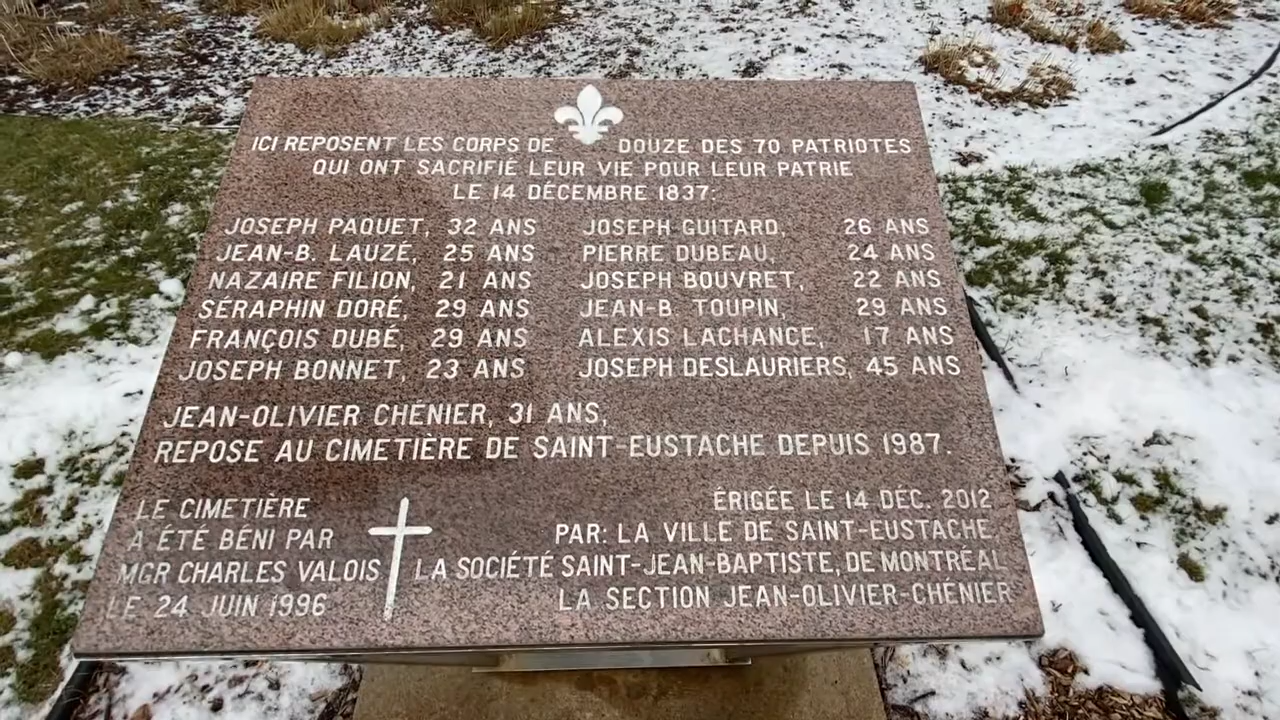 ICI REPOSENT LES CORPS DE DOUZE DES 70 PATRIOTES
QUI ONT SACRIFIÉ LEUR VIE POUR LEUR PATRIE
LE 14 DÉCEMBRE 1837:
JOSEPH PAQUET, 32 ANS JOSEPH GUITARD, 26 ANS
JEAN-B. LAUZÉ, 25 ANS PIERRE DUBEAU, 24 ANS
NAZAIRE FILION, 21 ANS JOSEPH BOUVRET, 22 ANS
SÉRAPHIN DORÉ, 29 ANS JEAN-B. TOUPIN, 29 ANS
FRANÇOIS DUBÉ, 29 ANS ALEXIS LACHANCE, 17 ANS
JOSEPH BONNET, 23 ANS JOSEPH DESLAURIERS, 45 ANS
JEAN-OLIVIER CHÉNIER, 31 ANS,
REPOSE AU CIMETIÈRE DE SAINT-EUSTACHE DEPUIS 1987.
LE CIMETIÈRE
A ÉTÉ BÉNI PAR
MGR CHARLES VALOIS
LE 24 JUIN 1996
ÉRIGÉE LE 14 DÉC. 2012
PAR: LA VILLE DE SAINT-EUSTACHE,
LA SOCIÉTÉ SAINT-JEAN-BAPTISTE, DE MONTRÉAL
LA SECTION JEAN-OLIVIER-CHÉNIER